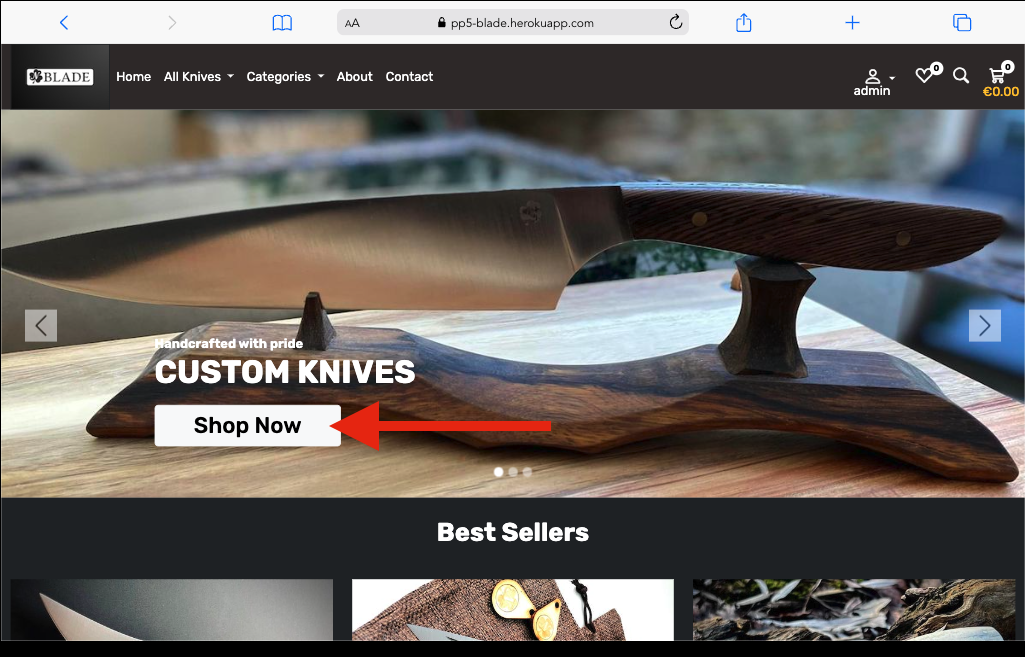 AA pp5-blade.herokuapp.com
BLADE Home All Knives Categories About Contact admin 0 0 €0.00
Handcrafted with pride
CUSTOM KNIVES
Shop Now
Best Sellers